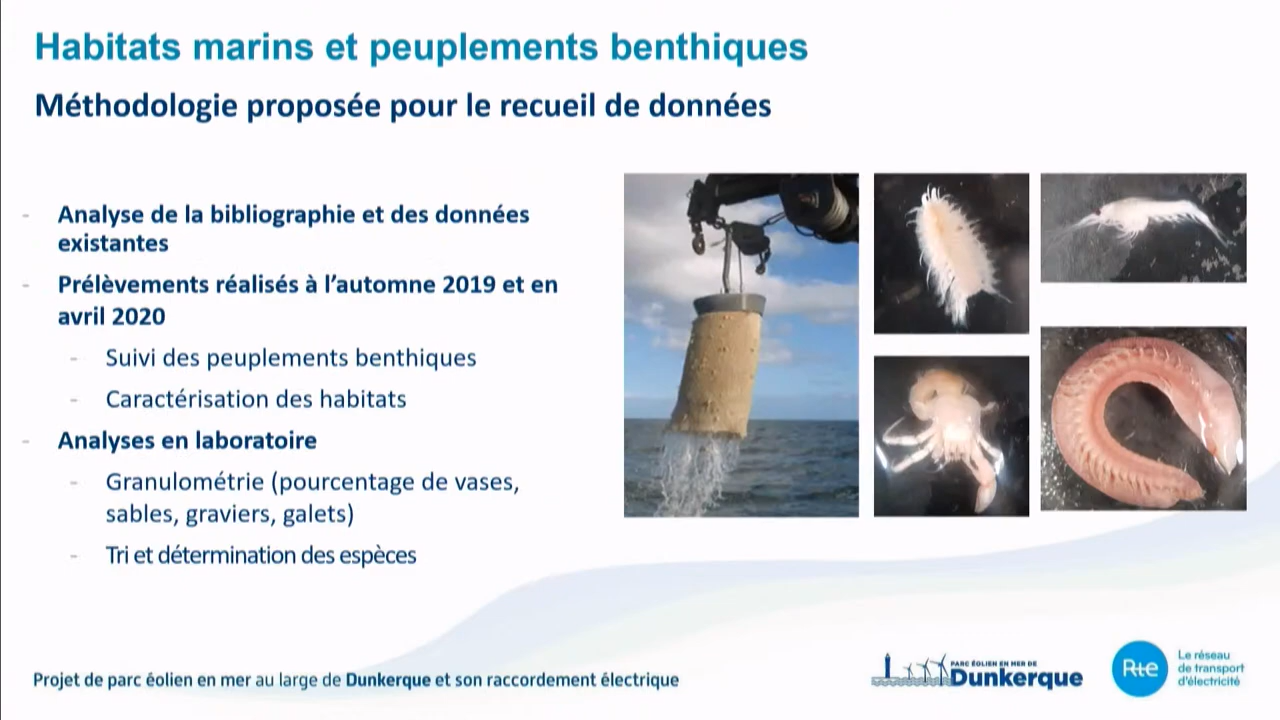 Habitats marins et peuplements benthiques
Méthodologie proposée pour le recueil de données
- Analyse de la bibliographie et des données
existantes
- Prélèvements réalisés à l'automne 2019 et en
avril 2020
- Suivi des peuplements benthiques
- Caractérisation des habitats
- Analyses en laboratoire
- Granulométrie (pourcentage de vases,
sables, graviers, galets)
- Tri et détermination des espèces
Projet de parc éolien en mer au large de Dunkerque et son raccordement électrique
PARC ÉOLIEN EN MER DE
Dunkerque
Rte
Le réseau
de transport
d'électricité